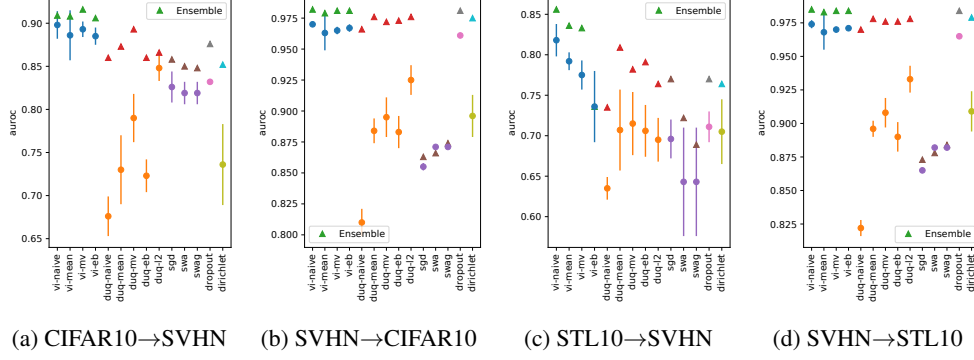 0.90
0.85
0.80
0.75
0.70
0.65
auroc
Ensemble
vi-naive
vi-mean
vi-mv
vi-eb
duq-naive
duq-mean
duq-mv
duq-eb
duq-l2
sgd
swa
swag
dropout
dirichlet
(a) CIFAR10→SVHN
0.975
0.950
0.925
0.900
0.875
0.850
0.825
0.800
auroc
Ensemble
vi-naive
vi-mean
vi-mv
vi-eb
duq-naive
duq-mean
duq-mv
duq-eb
duq-l2
sgd
swa
swag
dropout
dirichlet
(b) SVHN→CIFAR10
0.85
0.80
0.75
0.70
0.65
0.60
auroc
Ensemble
vi-naive
vi-mean
vi-mv
vi-eb
duq-naive
duq-mean
duq-mv
duq-eb
duq-l2
sgd
swa
swag
dropout
dirichlet
(c) STL10→SVHN
0.975
0.950
0.925
0.900
0.875
0.850
0.825
auroc
Ensemble
vi-naive
vi-mean
vi-mv
vi-eb
duq-naive
duq-mean
duq-mv
duq-eb
duq-l2
sgd
swa
swag
dropout
dirichlet
(d) SVHN→STL10